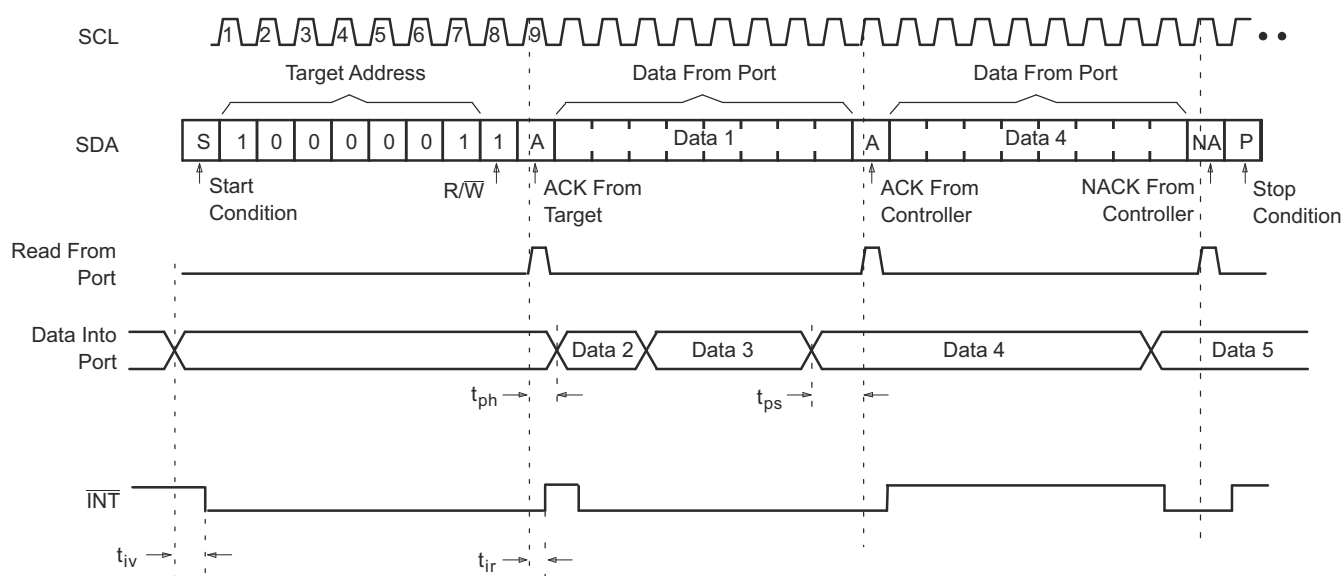 SCL
1 2 3 4 5 6 7 8 9
Target Address
Data From Port
Data From Port
SDA
S 1 0 0 0 0 0 1 1 A Data 1 A Data 4 NA P
Start
Condition
R/W
ACK From
Target
ACK From
Controller
NACK From
Controller
Stop
Condition
Read From
Port
Data Into
Port
Data 2 Data 3 Data 4 Data 5
tph
tps
INT
tiv
tir